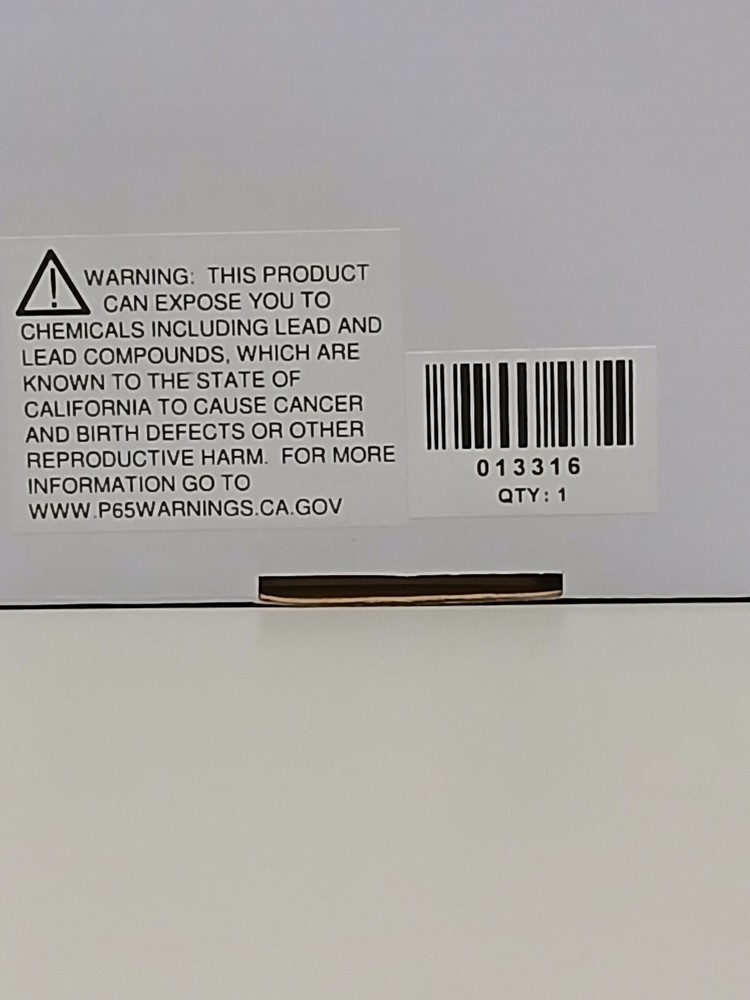 WARNING: THIS PRODUCT
CAN EXPOSE YOU TO
CHEMICALS INCLUDING LEAD AND
LEAD COMPOUNDS, WHICH ARE
KNOWN TO THE STATE OF
CALIFORNIA TO CAUSE CANCER
AND BIRTH DEFECTS OR OTHER
REPRODUCTIVE HARM. FOR MORE
INFORMATION GO TO
WWW.P65WARNINGS.CA.GOV
013316
QTY: 1